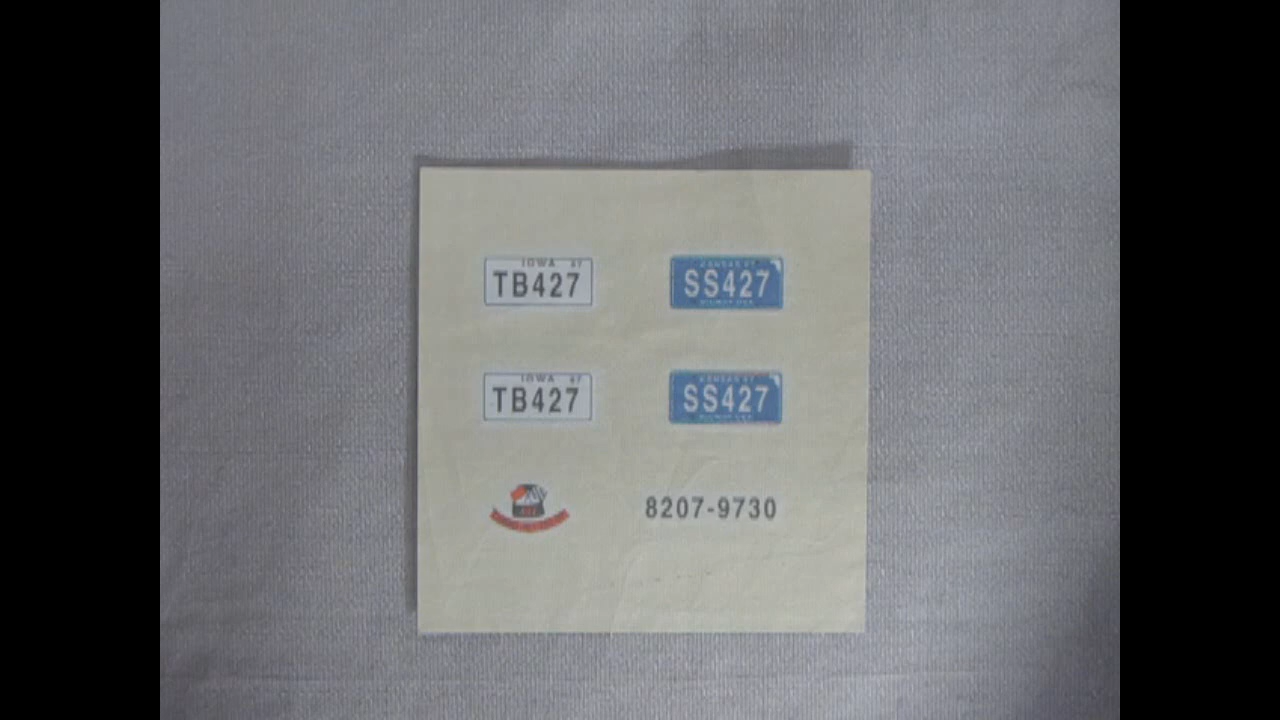 IOWA 67
TB427
KANSAS 67
SS427
IOWA 67
TB427
KANSAS 67
SS427
8207-9730